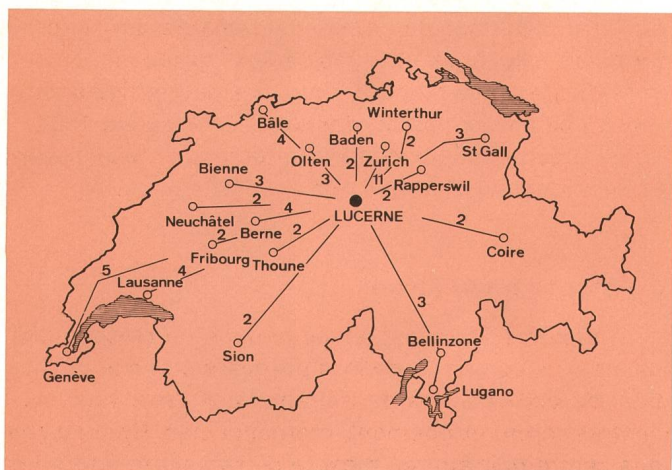 Winterthur
Bâle
4
Baden
2
3
Olten
Zurich
St Gall
2
Bienne
3
11
Rapperswil
3
2
2
Neuchâtel
4
LUCERNE
2
Berne
2
2
Coire
Fribourg
Thoune
5
Lausanne
4
2
3
Sion
Bellinzone
Genève
Lugano